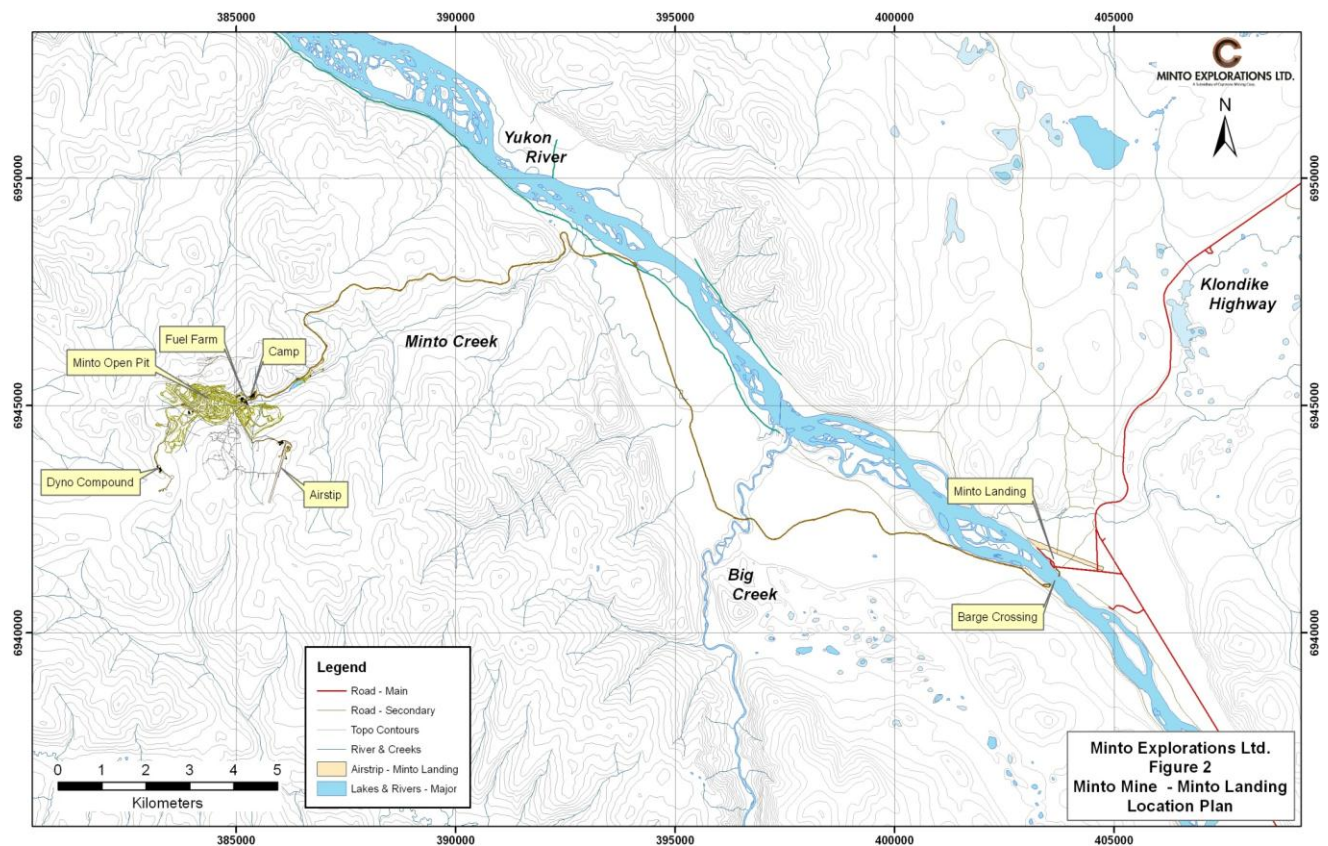 385000
390000
395000
400000
405000
MINTO EXPLORATIONS LTD.
N
Yukon
River
6950000
6950000
Klondike
Highway
Fuel Farm
Camp
Minto Creek
Minto Open Pit
6945000
6945000
Dyno Compound
Airstip
Minto Landing
Big
Creek
Barge Crossing
6940000
6940000
Legend
Road - Main
Road - Secondary
Topo Contours
River & Creeks
Airstrip - Minto Landing
Lakes & Rivers - Major
0 1 2 3 4 5
Kilometers
Minto Explorations Ltd.
Figure 2
Minto Mine - Minto Landing
Location Plan
385000
390000
395000
400000
405000